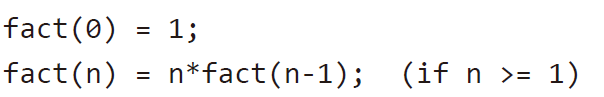 fact(0) = 1;
fact(n) = n*fact(n-1);  (if n >= 1)